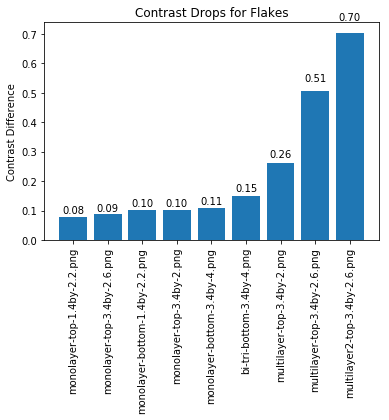 Contrast Drops for Flakes
0.70
0.7
0.6
0.51
0.5
0.4
0.3
0.26
0.2
0.15
0.11
0.10
0.10
0.09
0.08
0.1
0.0
Contrast Difference
monolayer-top-1.4by-2.2.png
monolayer-top-3.4by-2.6.png
monolayer-bottom-1.4by-2.2.png
monolayer-top-3.4by-2.png
monolayer-bottom-3.4by-4.png
bi-tri-bottom-3.4by-4.png
multilayer-top-3.4by-2.png
multilayer-top-3.4by-2.6.png
multilayer2-top-3.4by-2.6.png